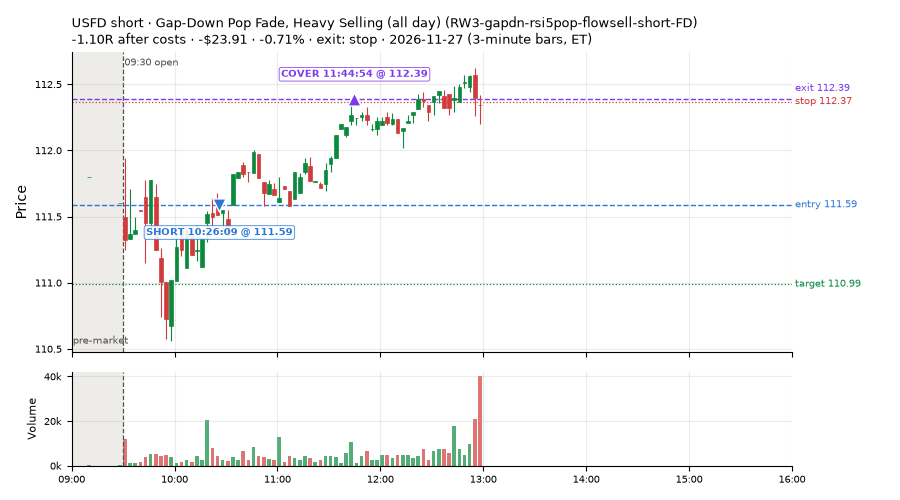 USFD short · Gap-Down Pop Fade, Heavy Selling (all day) (RW3-gapdn-rsi5pop-flowsell-short-FD)
-1.10R after costs · -$23.91 · -0.71% · exit: stop · 2026-11-27 (3-minute bars, ET)
09:30 open
COVER 11:44:54 @ 112.39
exit 112.39
stop 112.37
entry 111.59
SHORT 10:26:09 @ 111.59
target 110.99
pre-market
Price
112.5
112.0
111.5
111.0
110.5
Volume
40k
20k
0k
09:00
10:00
11:00
12:00
13:00
14:00
15:00
16:00